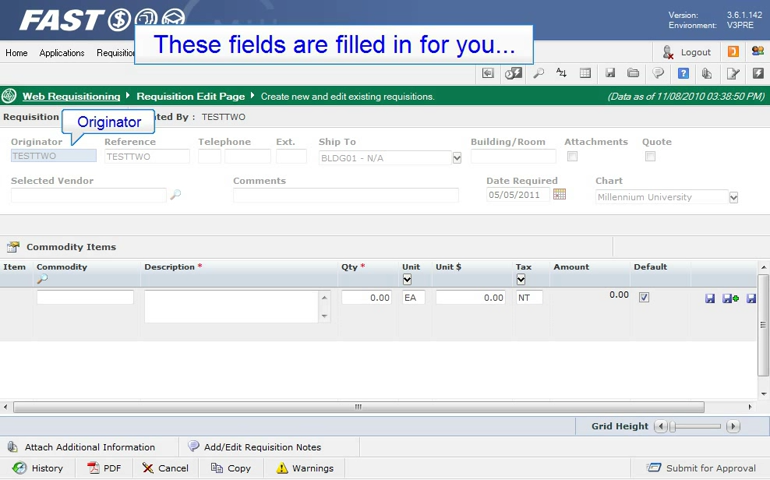 FAST
Version: 3.6.1.142
Environment: V3PRE
These fields are filled in for you...
Home Applications Requisition
Logout
Web Requisitioning Requisition Edit Page Create new and edit existing requisitions. (Data as of 11/08/2010 03:38:50 PM)
Requisition ated By : TESTTWO
Originator
Originator Reference Telephone Ext. Ship To Building/Room Attachments Quote
TESTTWO TESTTWO BLDG01 - N/A
Selected Vendor Comments Date Required Chart
05/05/2011 Millennium University
Commodity Items
Item Commodity Description * Qty * Unit Unit $ Tax Amount Default
0.00 EA 0.00 NT 0.00
Grid Height
Attach Additional Information Add/Edit Requisition Notes
History PDF Cancel Copy Warnings Submit for Approval